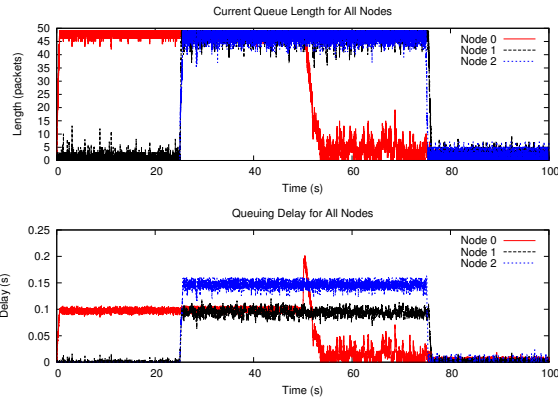 Current Queue Length for All Nodes
Length (packets)
50
45
40
35
30
25
20
15
10
5
0
0 20 40 60 80 100
Time (s)
Node 0
Node 1
Node 2
Queuing Delay for All Nodes
Delay (s)
0.25
0.2
0.15
0.1
0.05
0
0 20 40 60 80 100
Time (s)
Node 0
Node 1
Node 2